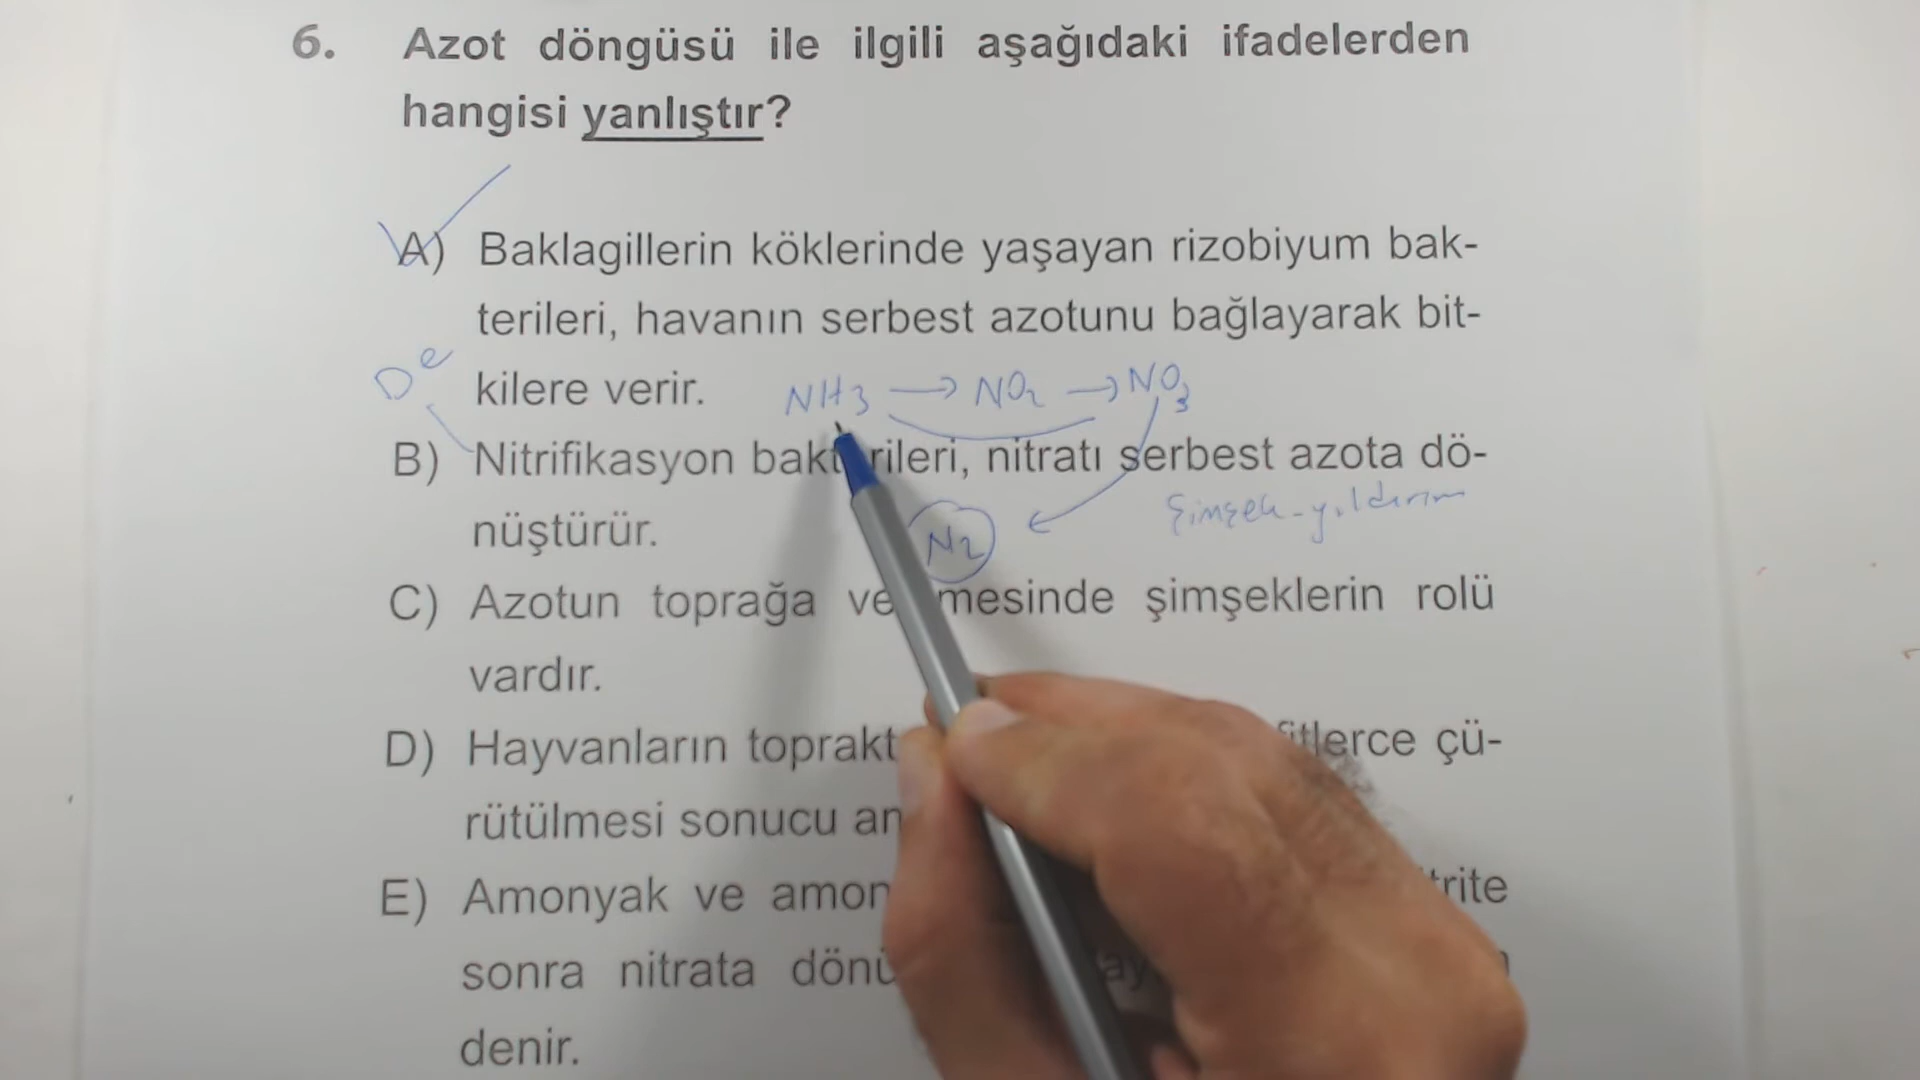 6. Azot döngüsü ile ilgili aşağıdaki ifadelerden
hangisi yanlıştır?
A) Baklagillerin köklerinde yaşayan rizobiyum bak-
terileri, havanın serbest azotunu bağlayarak bit-
De
kilere verir.
NH3 → NO2 → NO3
B) Nitrifikasyon bakt rileri, nitratı serbest azota dö-
Şimşek-yıldırım
nüştürür.
N2
C) Azotun toprağa ve mesinde şimşeklerin rolü
vardır.
D) Hayvanların toprakt itlerce çü-
rütülmesi sonucu am
E) Amonyak ve amon trite
sonra nitrata dönü ay
denir.